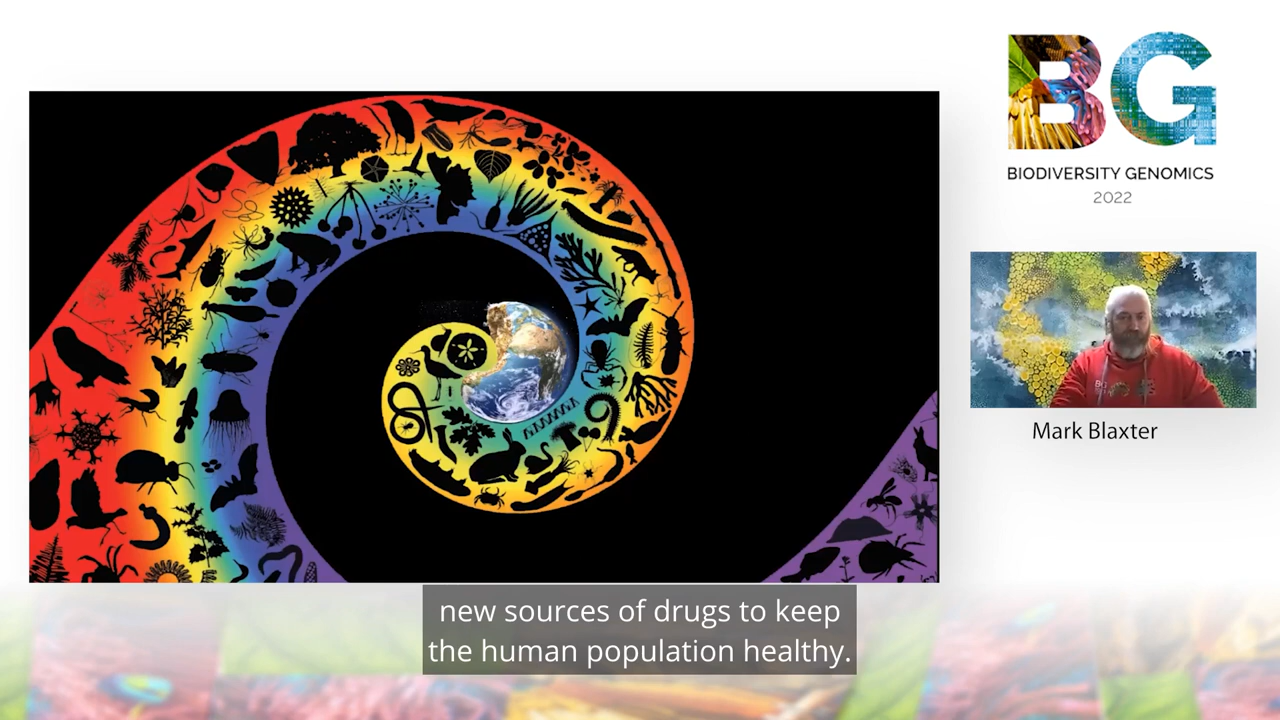 BG
BIODIVERSITY GENOMICS
2022
Mark Blaxter
new sources of drugs to keep
the human population healthy.